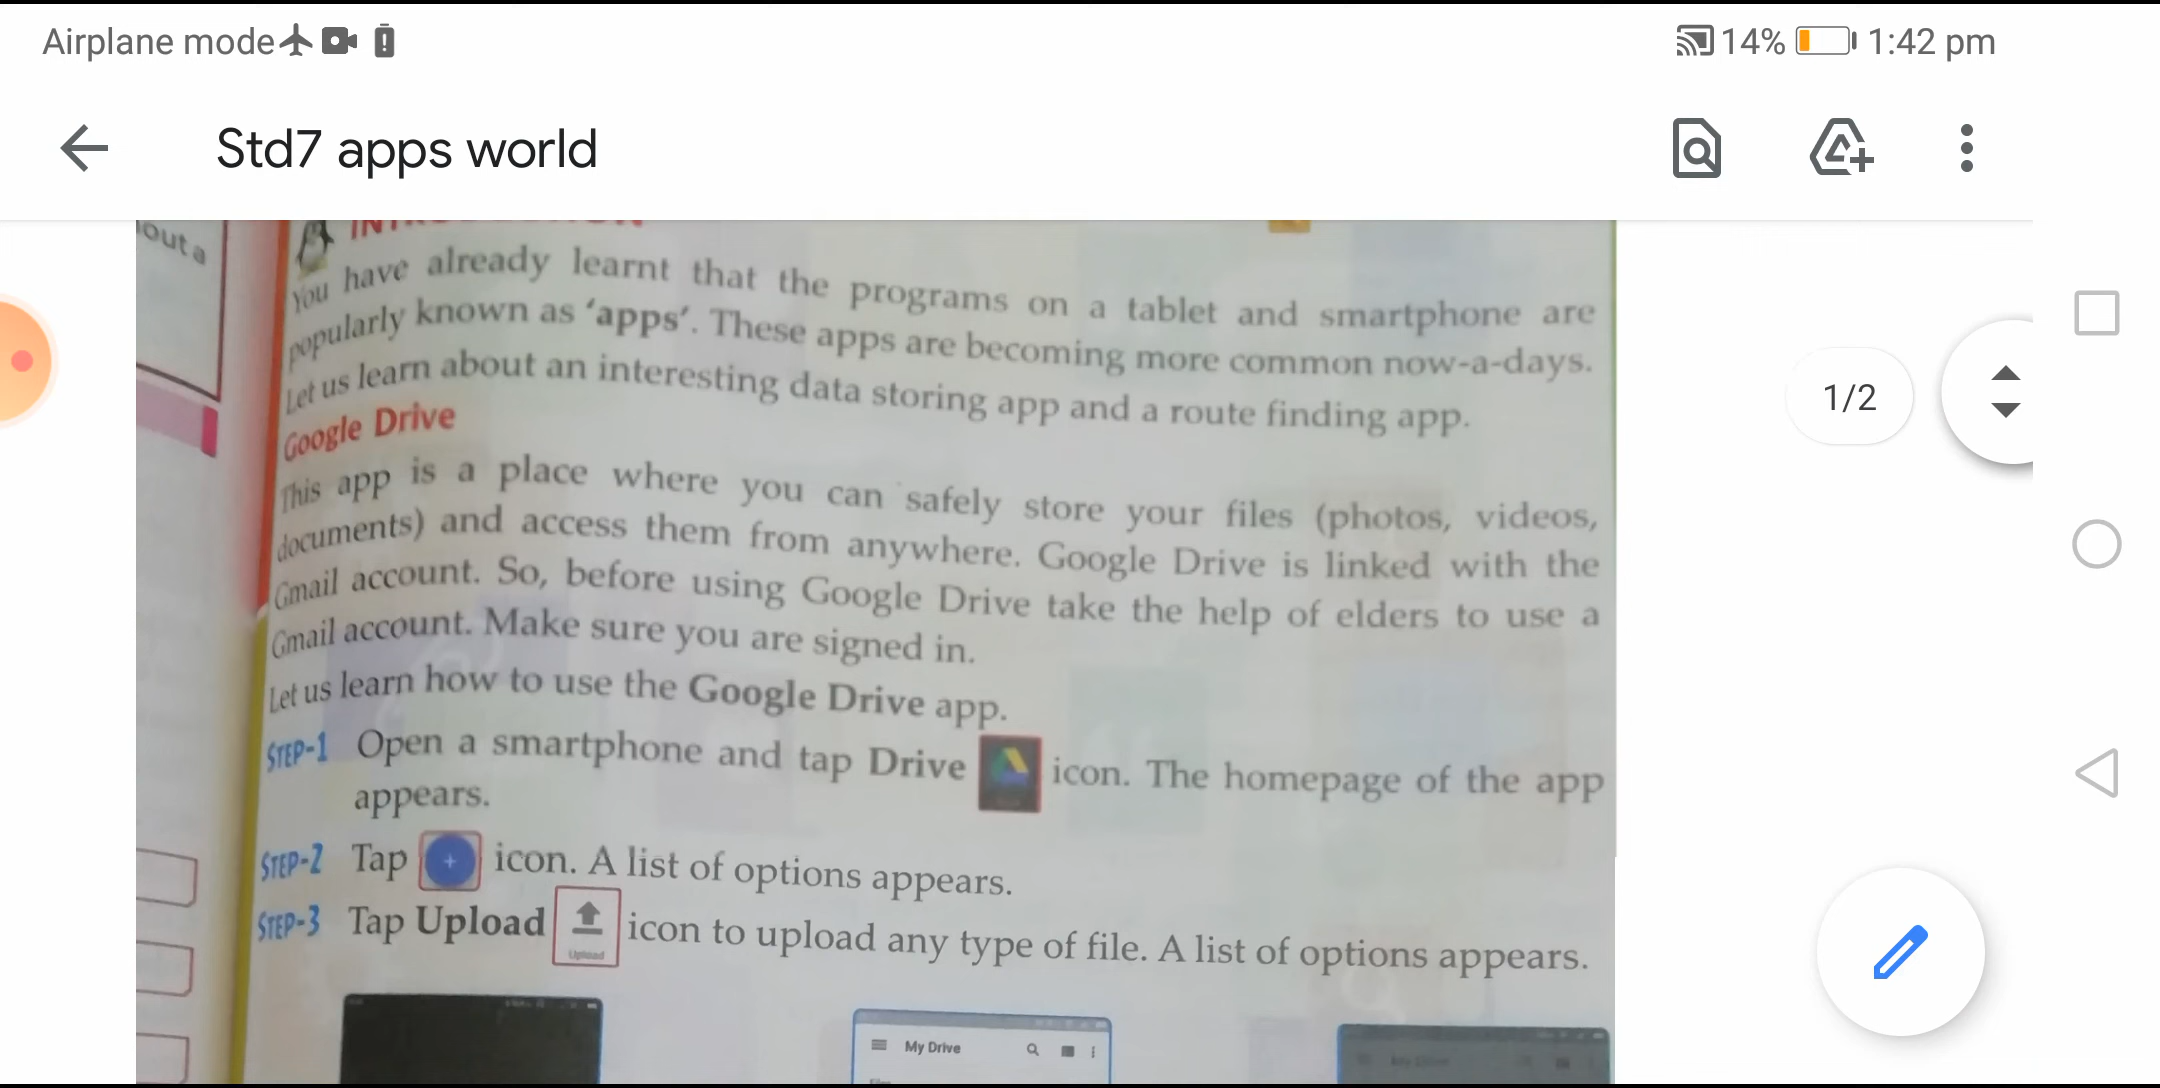 Airplane mode 14% 1:42 pm
Std7 apps world
out a
You have already learnt that the programs on a tablet and smartphone are
popularly known as ‘apps’. These apps are becoming more common now-a-days.
Let us learn about an interesting data storing app and a route finding app.
Google Drive
This app is a place where you can safely store your files (photos, videos,
documents) and access them from anywhere. Google Drive is linked with the
Gmail account. So, before using Google Drive take the help of elders to use a
Gmail account. Make sure you are signed in.
Let us learn how to use the Google Drive app.
STEP-1 Open a smartphone and tap Drive icon. The homepage of the app
appears.
STEP-2 Tap + icon. A list of options appears.
STEP-3 Tap Upload Upload icon to upload any type of file. A list of options appears.
My Drive
1/2